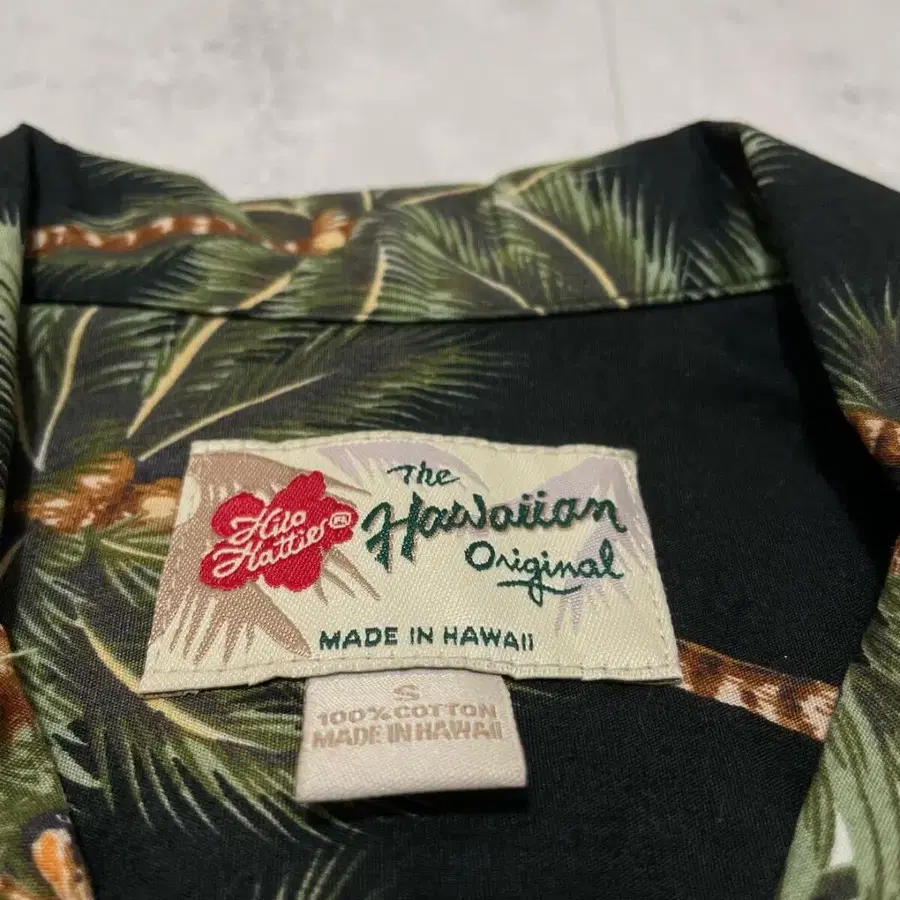 Hilo
Hattie®
The
Hawaiian
Original
MADE IN HAWAII
S
100% COTTON
MADE IN HAWAII